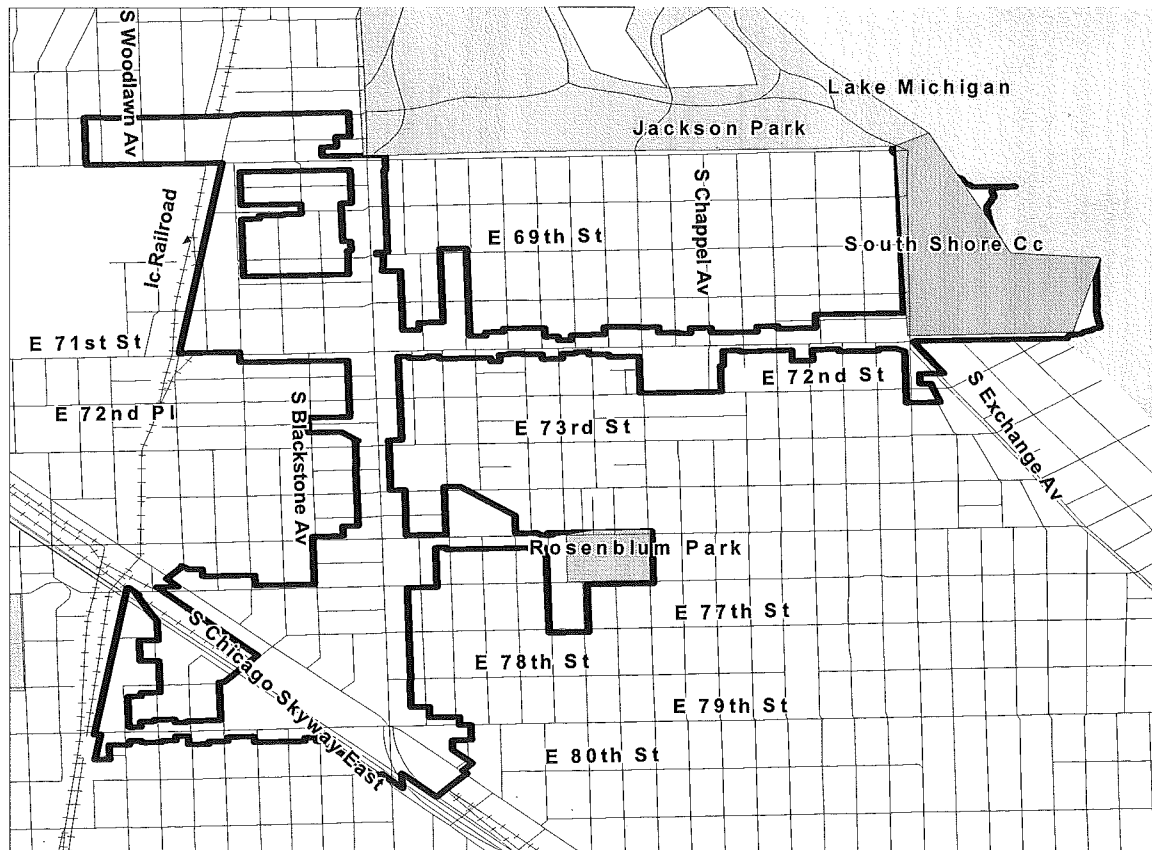 S Woodlawn Av
Lake Michigan
Jackson Park
S Chappel Av
Ic Railroad
E 69th St
South Shore Cc
E 71st St
E 72nd St
S Exchange Av
E 72nd Pl
S Blackstone Av
E 73rd St
Rosenblum Park
E 77th St
S Chicago Skyway East
E 78th St
E 79th St
E 80th St